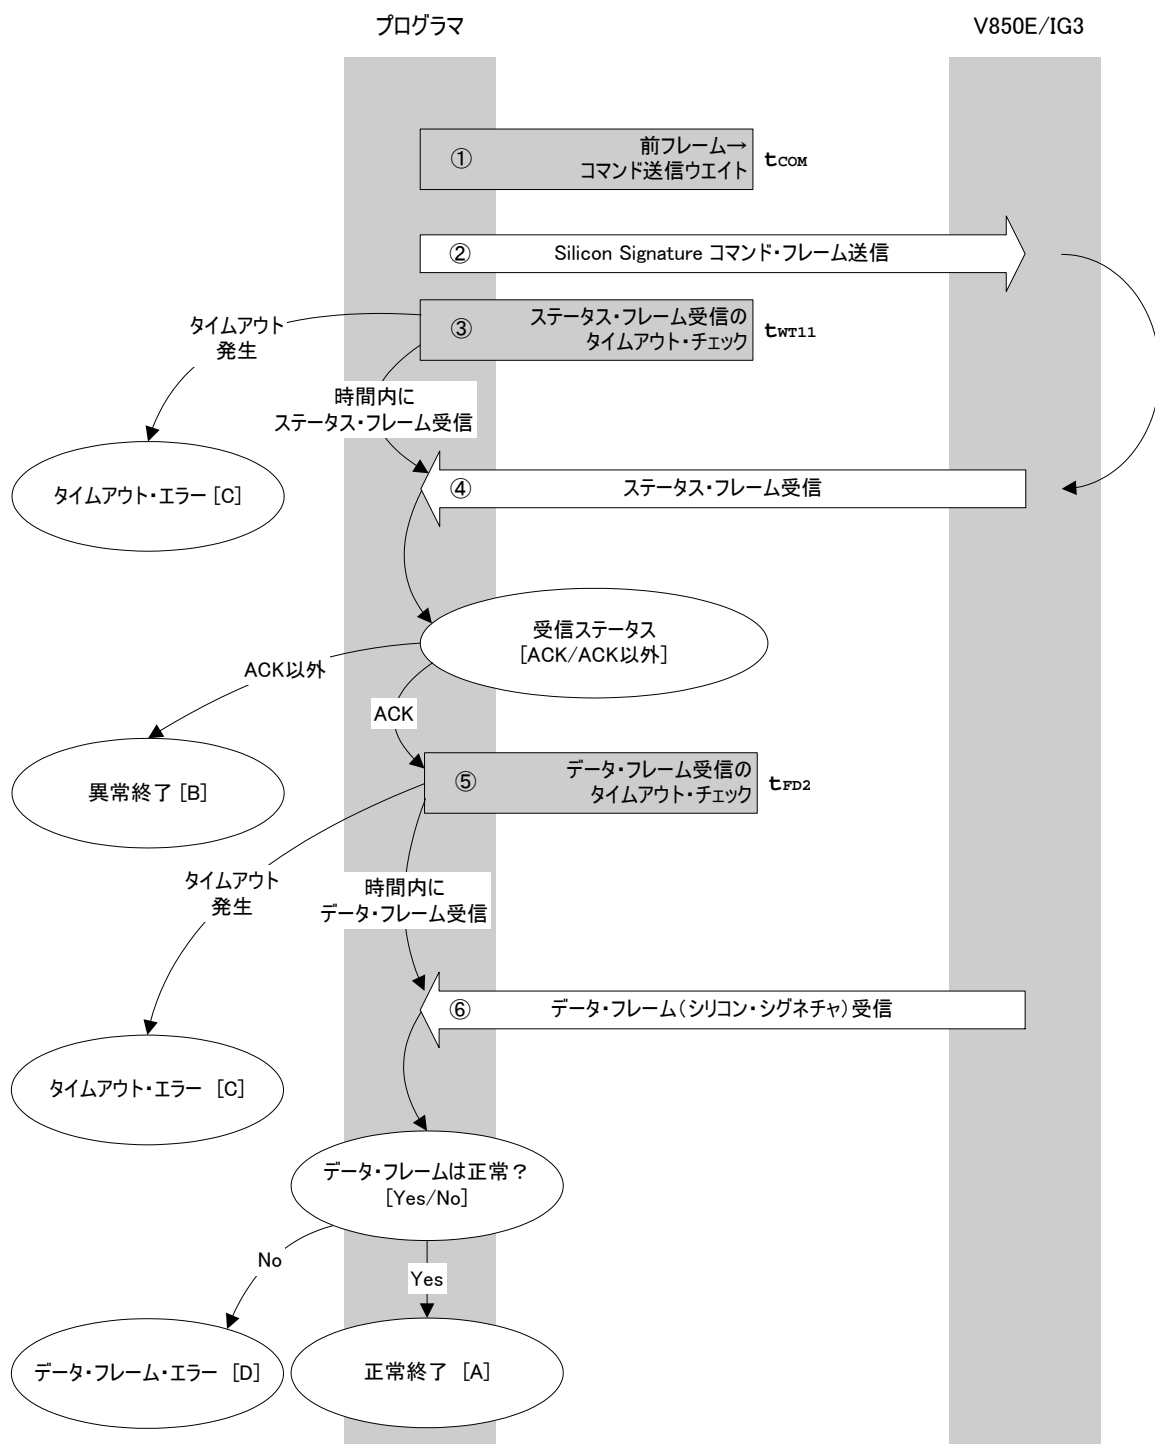 プログラマ
V850E/IG3
①
前フレーム→
コマンド送信ウエイト
tCOM
②
Silicon Signature コマンド・フレーム送信
タイムアウト
発生
③
ステータス・フレーム受信の
タイムアウト・チェック
tWT11
時間内に
ステータス・フレーム受信
タイムアウト・エラー [C]
④
ステータス・フレーム受信
受信ステータス
[ACK/ACK以外]
ACK以外
ACK
異常終了 [B]
⑤
データ・フレーム受信の
タイムアウト・チェック
tFD2
タイムアウト
発生
時間内に
データ・フレーム受信
⑥
データ・フレーム（シリコン・シグネチャ）受信
タイムアウト・エラー [C]
データ・フレームは正常？
[Yes/No]
No
Yes
データ・フレーム・エラー [D]
正常終了 [A]